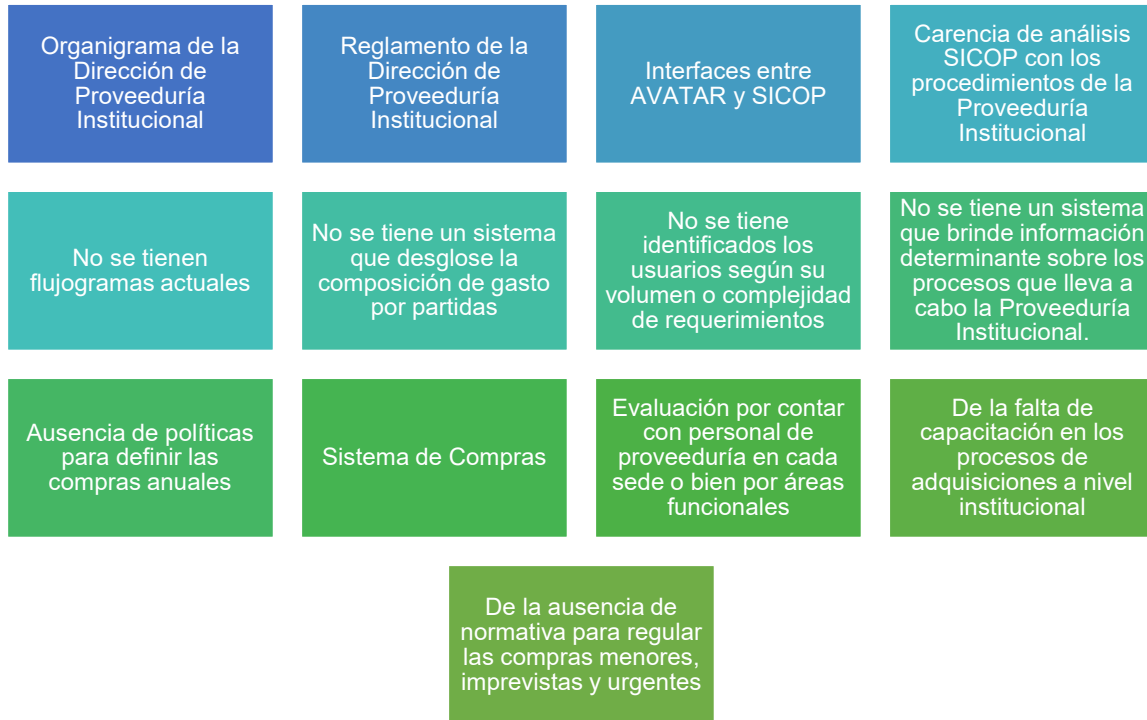 Organigrama de la
Dirección de
Proveeduría
Institucional
Reglamento de la
Dirección de
Proveeduría
Institucional
Interfaces entre
AVATAR y SICOP
Carencia de análisis
SICOP con los
procedimientos de la
Proveeduría
Institucional
No se tienen
flujogramas actuales
No se tiene un sistema
que desglose la
composición de gasto
por partidas
No se tiene
identificados los
usuarios según su
volumen o complejidad
de requerimientos
No se tiene un sistema
que brinde información
determinante sobre los
procesos que lleva a
cabo la Proveeduría
Institucional.
Ausencia de políticas
para definir las
compras anuales
Sistema de Compras
Evaluación por contar
con personal de
proveeduría en cada
sede o bien por áreas
funcionales
De la falta de
capacitación en los
procesos de
adquisiciones a nivel
institucional
De la ausencia de
normativa para regular
las compras menores,
imprevistas y urgentes